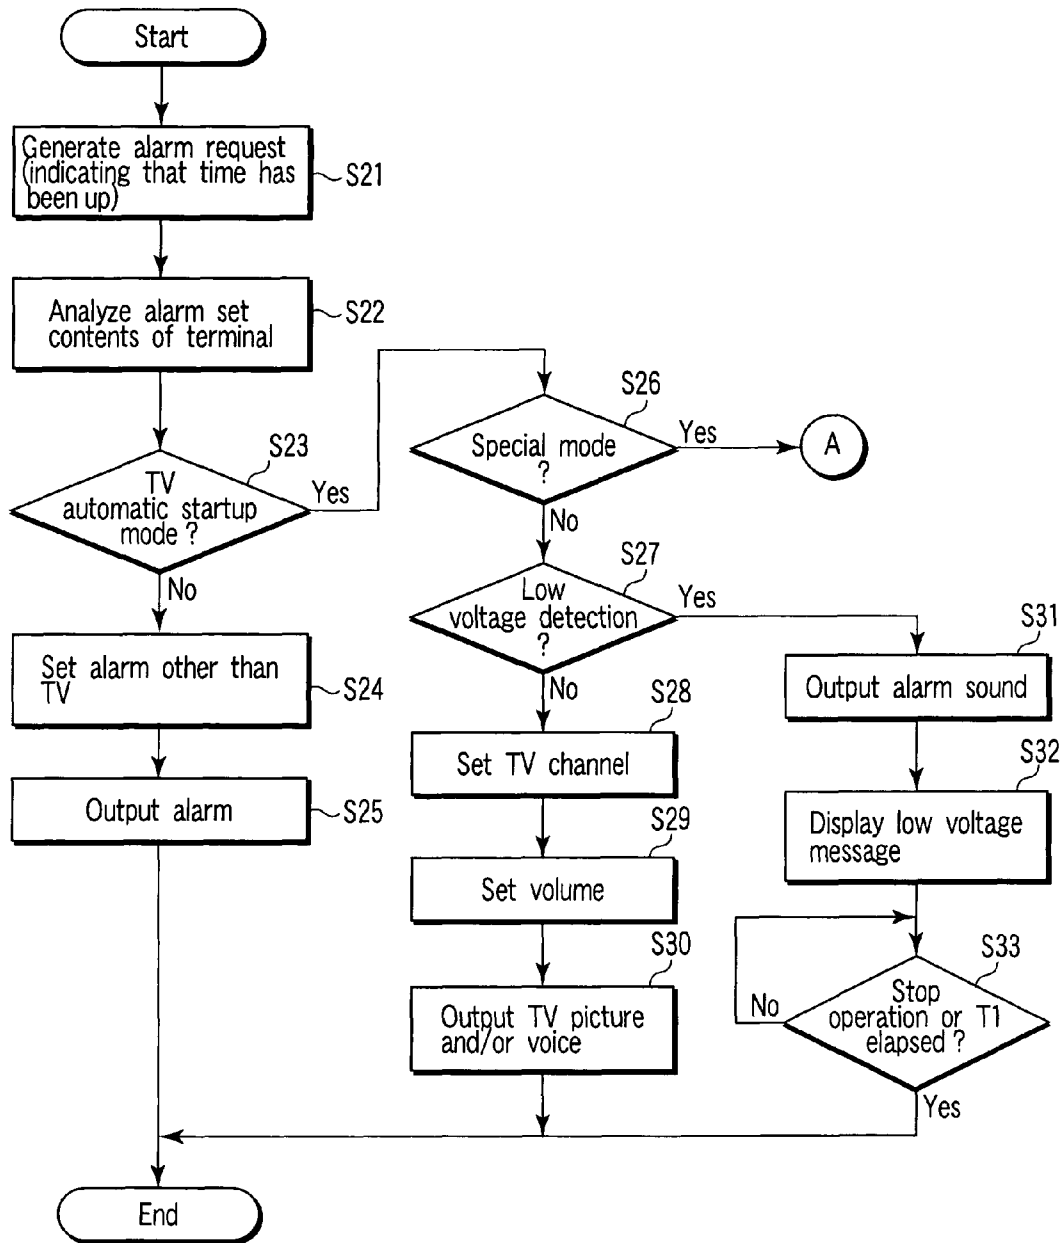 Start
Generate alarm request
(indicating that time has
been up)
S21
Analyze alarm set
contents of terminal
S22
TV
automatic startup
mode ?
S23
Yes
No
Set alarm other than
TV
S24
Output alarm
S25
Special mode
?
S26
Yes
A
No
Low
voltage detection
?
S27
Yes
No
Set TV channel
S28
Set volume
S29
Output TV picture
and/or voice
S30
Output alarm sound
S31
Display low voltage
message
S32
Stop
operation or T1
elapsed ?
S33
No
Yes
End